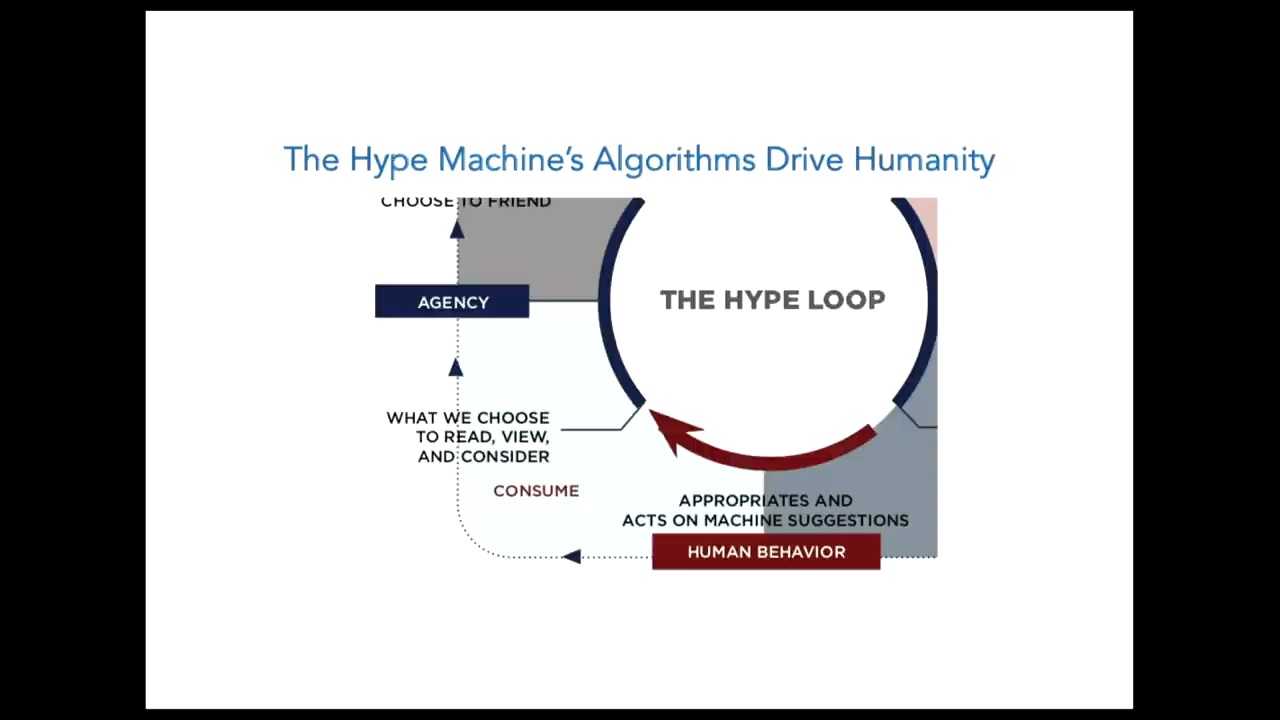 The Hype Machine's Algorithms Drive Humanity
CHOOSE TO FRIEND
AGENCY
THE HYPE LOOP
WHAT WE CHOOSE
TO READ, VIEW,
AND CONSIDER
CONSUME
APPROPRIATES AND
ACTS ON MACHINE SUGGESTIONS
HUMAN BEHAVIOR